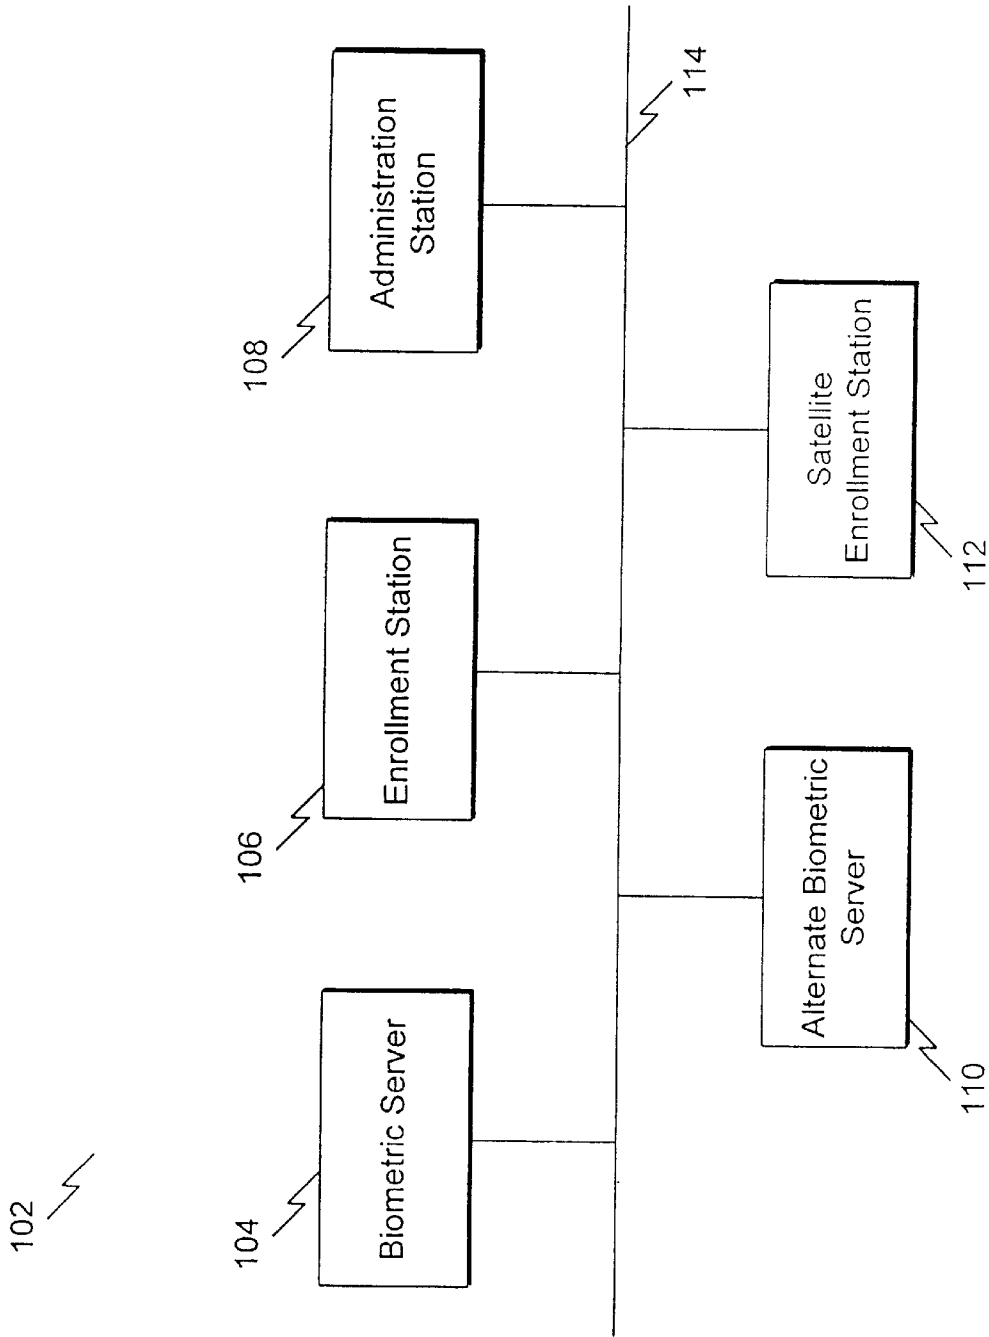 102
104
Biometric Server
106
Enrollment Station
108
Administration
Station
114
110
Alternate Biometric
Server
112
Satellite
Enrollment Station